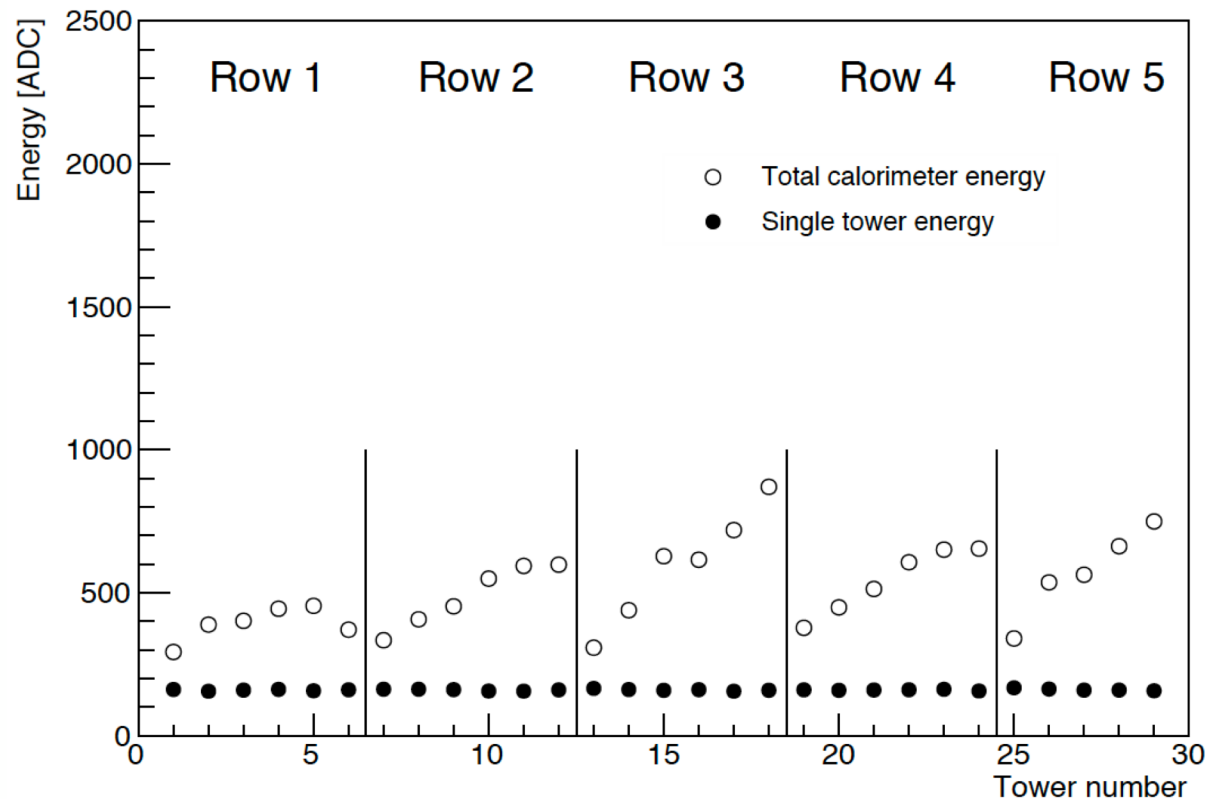 Energy [ADC]
2500
2000
1500
1000
500
0
Row 1 Row 2 Row 3 Row 4 Row 5
Total calorimeter energy
Single tower energy
0 5 10 15 20 25 30
Tower number